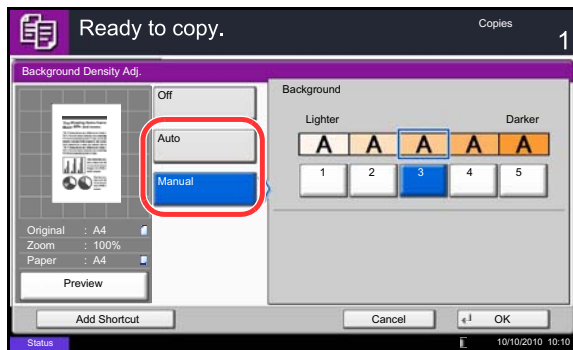 Ready to copy.
Copies
1
Background Density Adj.
Off
Auto
Manual
Background
Lighter
Darker
A A A A A
1 2 3 4 5
Original : A4
Zoom : 100%
Paper : A4
Preview
Add Shortcut
Cancel
OK
Status
10/10/2010 10:10